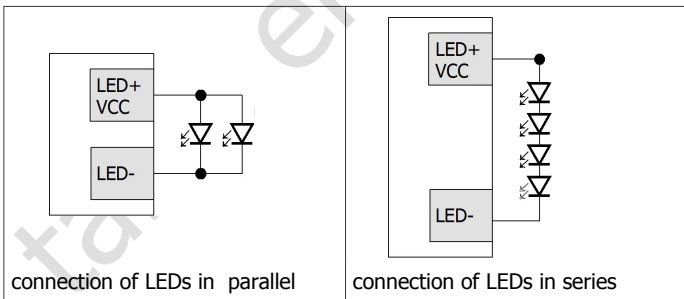 LED+
VCC
LED-
connection of LEDs in parallel
LED+
VCC
LED-
connection of LEDs in series